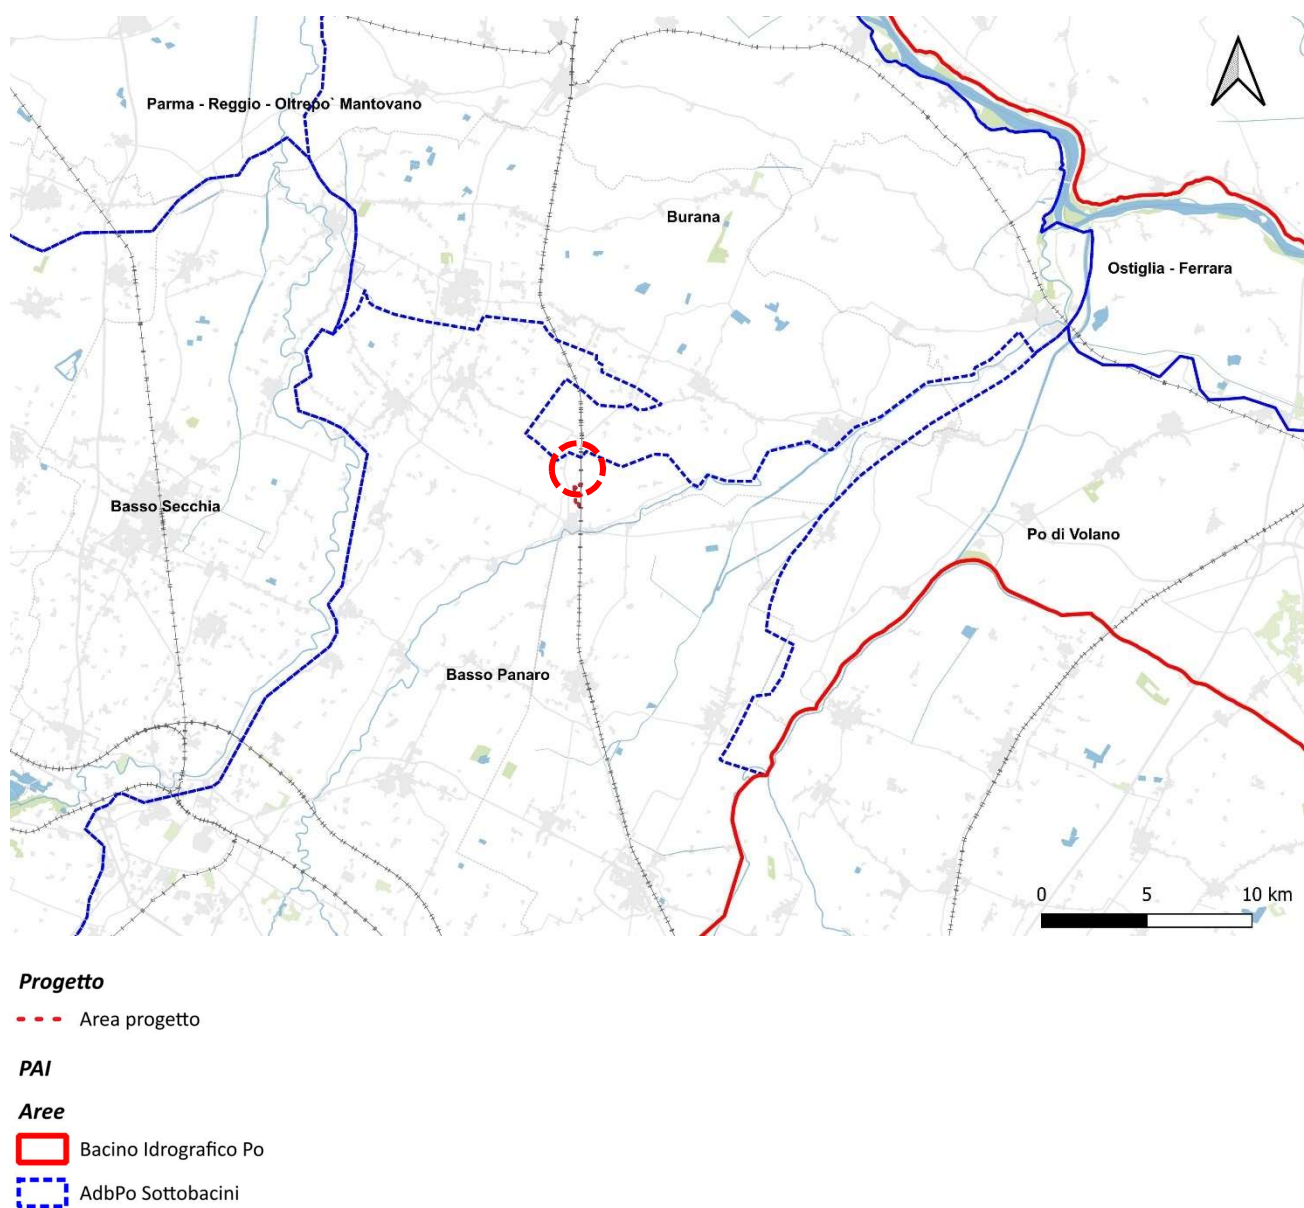 Parma - Reggio - Oltrepo` Mantovano
Burana
Ostiglia - Ferrara
Basso Secchia
Po di Volano
Basso Panaro
0 5 10 km
Progetto
Area progetto
PAI
Aree
Bacino Idrografico Po
AdbPo Sottobacini